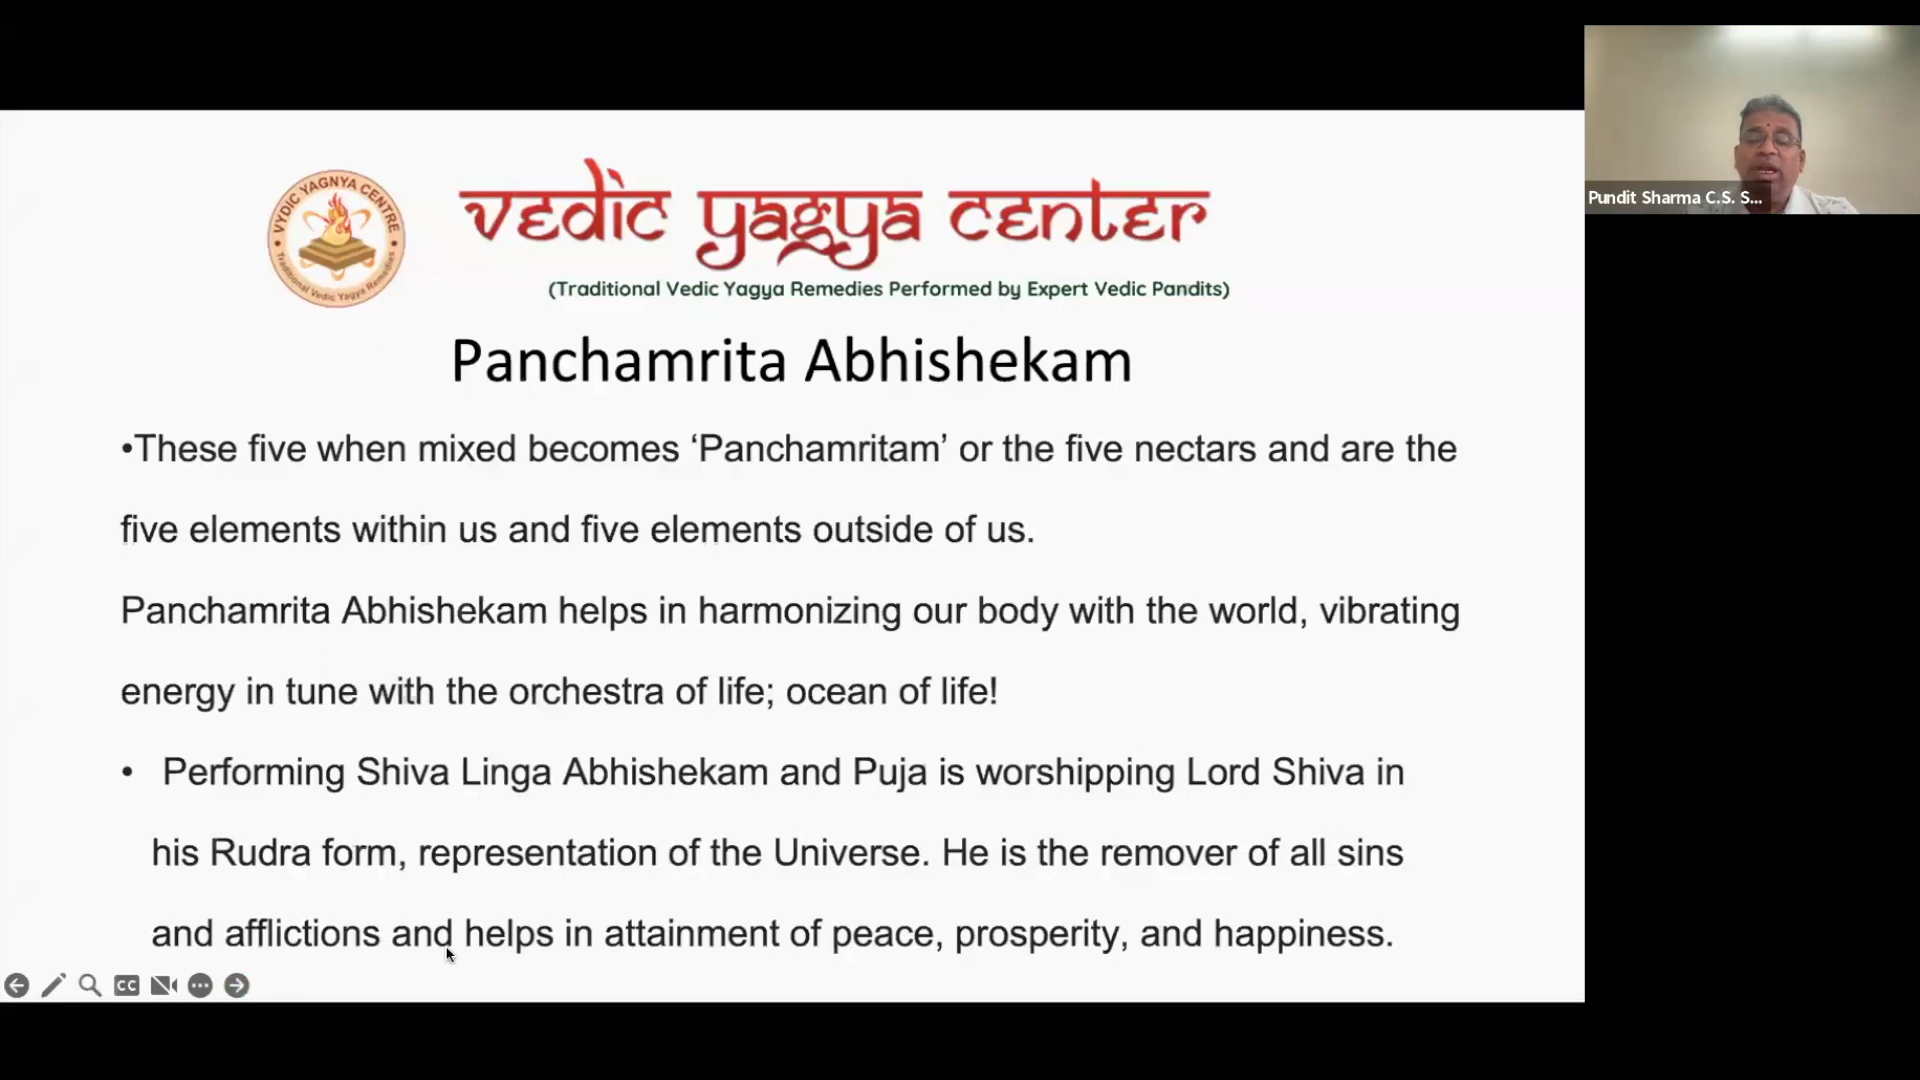 VYDIC YAGNYA CENTRE
Traditional Vedic Yagya Remedies
vedic yagya center
(Traditional Vedic Yagya Remedies Performed by Expert Vedic Pandits)
Panchamrita Abhishekam
•These five when mixed becomes ‘Panchamritam’ or the five nectars and are the
five elements within us and five elements outside of us.
Panchamrita Abhishekam helps in harmonizing our body with the world, vibrating
energy in tune with the orchestra of life; ocean of life!
• Performing Shiva Linga Abhishekam and Puja is worshipping Lord Shiva in
his Rudra form, representation of the Universe. He is the remover of all sins
and afflictions and helps in attainment of peace, prosperity, and happiness.
CC
Pundit Sharma C.S. S...